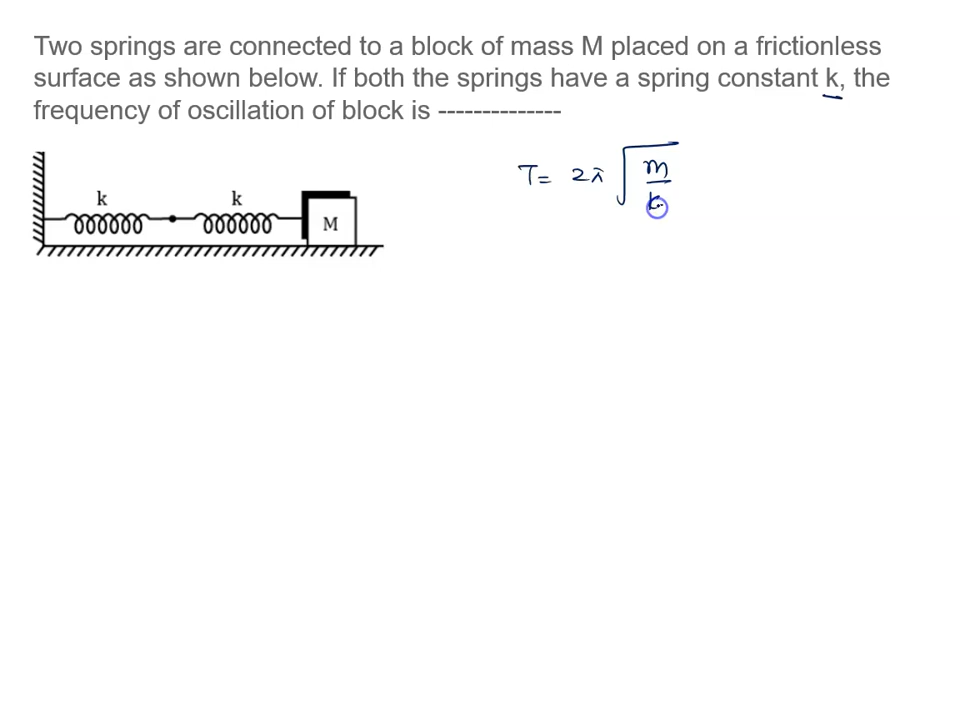 Two springs are connected to a block of mass M placed on a frictionless
surface as shown below. If both the springs have a spring constant k, the
frequency of oscillation of block is --------------
T= 2π √(m/k)
k k
M